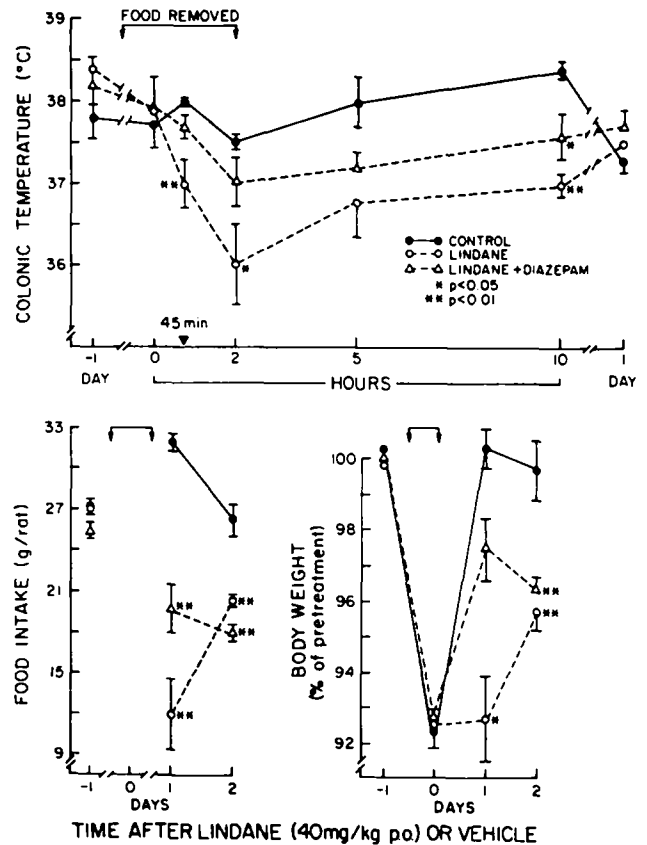 FOOD REMOVED
COLONIC TEMPERATURE (°C)
39
38
37
36
**
*
*
**
CONTROL
LINDANE
LINDANE + DIAZEPAM
* p<0.05
** p<0.01
45 min
-1 0 2 5 10 1
DAY HOURS DAY
FOOD INTAKE (g/rat)
33
27
21
15
9
**
**
**
**
-1 0 1 2
DAYS
BODY WEIGHT
(% of pretreatment)
100
98
96
94
92
**
**
*
-1 0 1 2
DAYS
TIME AFTER LINDANE (40mg/kg p.o.) OR VEHICLE